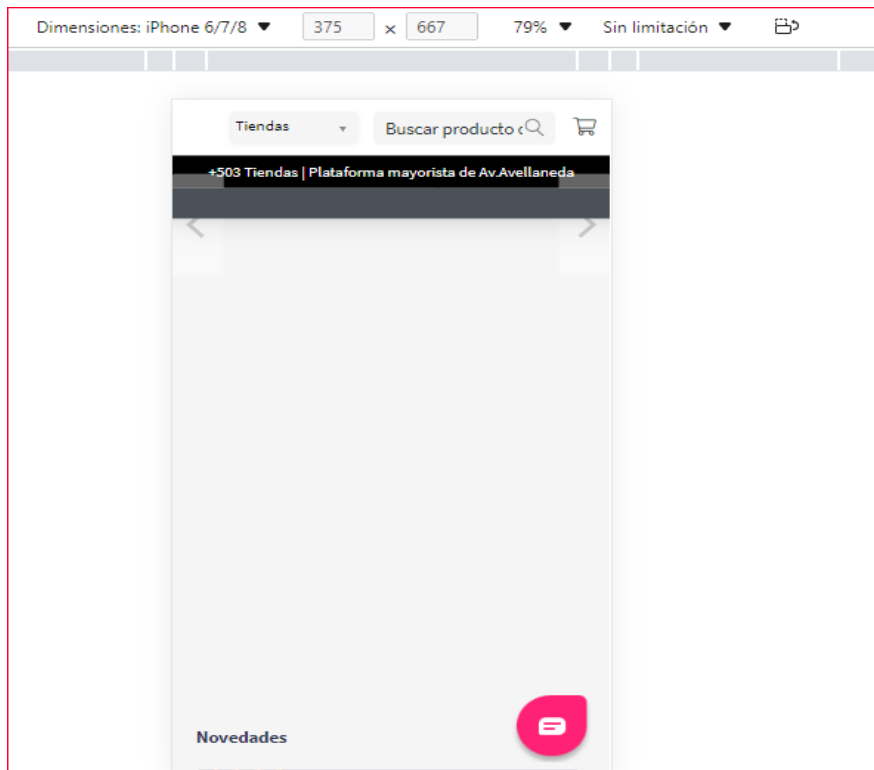 Dimensiones: iPhone 6/7/8 ▼ 375 × 667 79% ▼ Sin limitación ▼
Tiendas Buscar producto
+503 Tiendas | Plataforma mayorista de Av.Avellaneda
Novedades